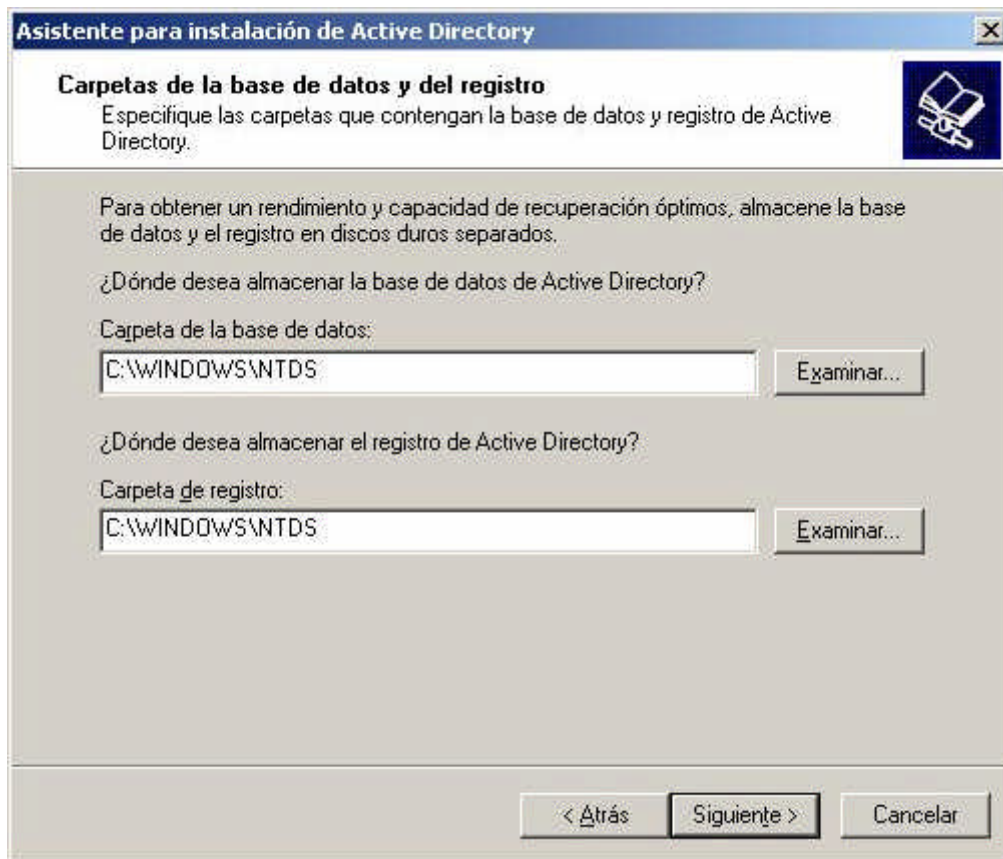 Asistente para instalación de Active Directory
Carpetas de la base de datos y del registro
Especifique las carpetas que contengan la base de datos y registro de Active
Directory.
Para obtener un rendimiento y capacidad de recuperación óptimos, almacene la base
de datos y el registro en discos duros separados.
¿Dónde desea almacenar la base de datos de Active Directory?
Carpeta de la base de datos:
C:\WINDOWS\NTDS Examinar...
¿Dónde desea almacenar el registro de Active Directory?
Carpeta de registro:
C:\WINDOWS\NTDS Examinar...
< Atrás Siguiente > Cancelar